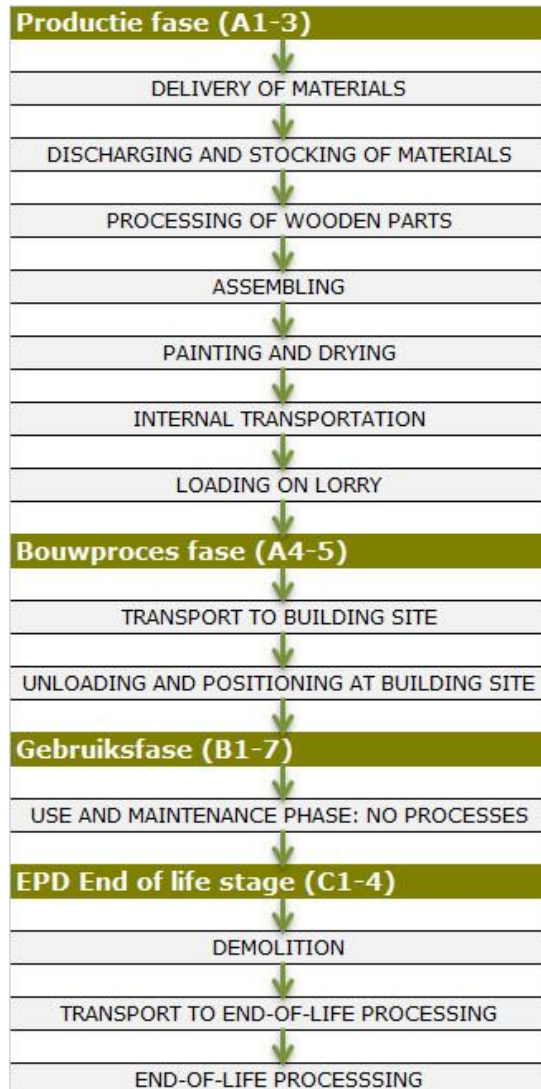 Productie fase (A1-3)
DELIVERY OF MATERIALS
DISCHARGING AND STOCKING OF MATERIALS
PROCESSING OF WOODEN PARTS
ASSEMBLING
PAINTING AND DRYING
INTERNAL TRANSPORTATION
LOADING ON LORRY
Bouwproces fase (A4-5)
TRANSPORT TO BUILDING SITE
UNLOADING AND POSITIONING AT BUILDING SITE
Gebruiksfase (B1-7)
USE AND MAINTENANCE PHASE: NO PROCESSES
EPD End of life stage (C1-4)
DEMOLITION
TRANSPORT TO END-OF-LIFE PROCESSING
END-OF-LIFE PROCESSSING